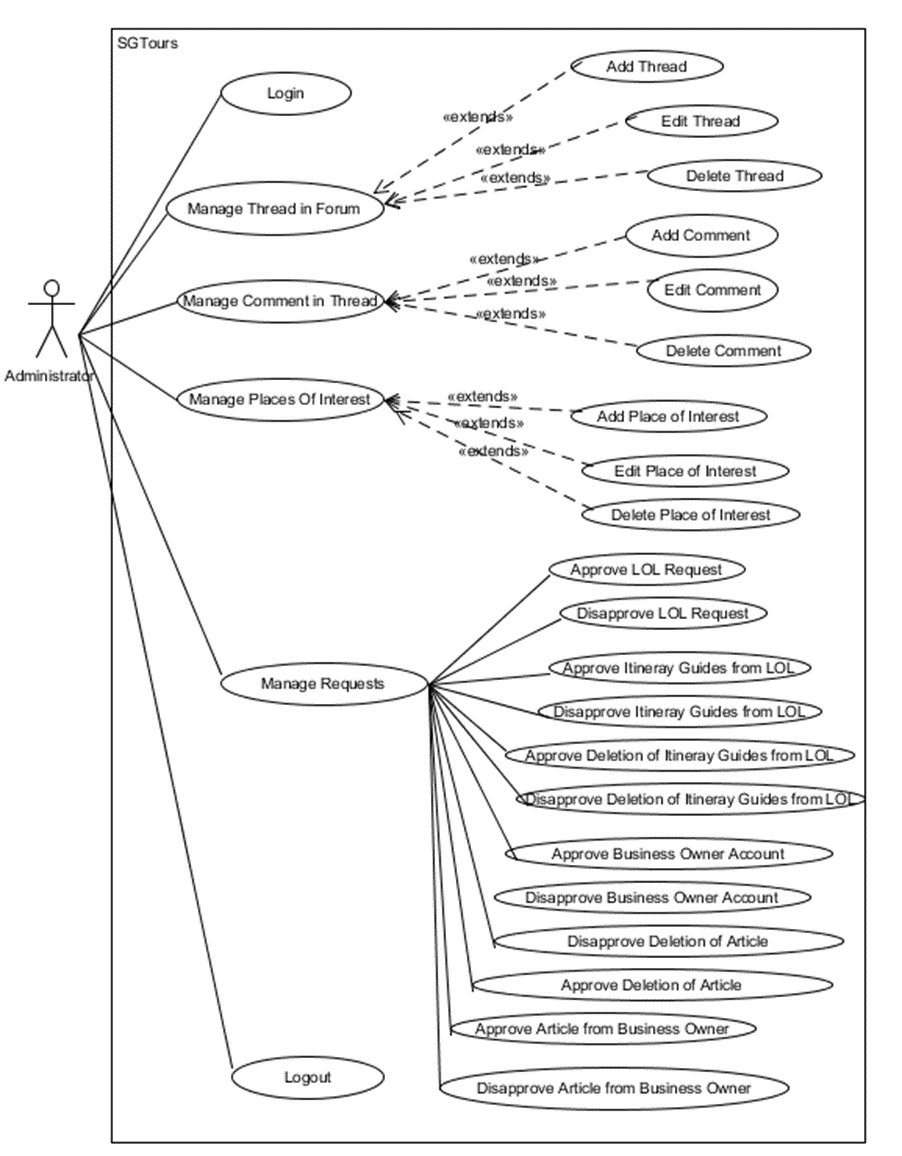 SGTours
Login
Add Thread
«extends»
Edit Thread
«extends»
Delete Thread
«extends»
Manage Thread in Forum
Add Comment
«extends»
Edit Comment
«extends»
Manage Comment in Thread
«extends»
Delete Comment
Administrator
Manage Places Of Interest
«extends»
Add Place of Interest
«extends»
Edit Place of Interest
«extends»
Delete Place of Interest
Approve LOL Request
Disapprove LOL Request
Approve Itineray Guides from LOL
Manage Requests
Disapprove Itineray Guides from LOL
Approve Deletion of Itineray Guides from LOL
Disapprove Deletion of Itineray Guides from LOL
Approve Business Owner Account
Disapprove Business Owner Account
Disapprove Deletion of Article
Approve Deletion of Article
Approve Article from Business Owner
Logout
Disapprove Article from Business Owner